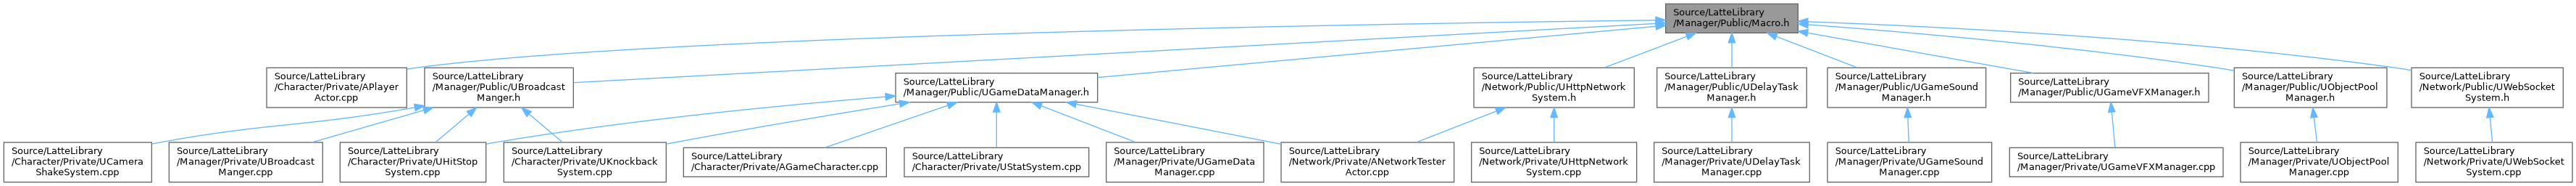 Source/LatteLibrary
/Manager/Public/Macro.h
Source/LatteLibrary
/Character/Private/APlayer
Actor.cpp
Source/LatteLibrary
/Manager/Public/UBroadcast
Manger.h
Source/LatteLibrary
/Manager/Public/UGameDataManager.h
Source/LatteLibrary
/Network/Public/UHttpNetwork
System.h
Source/LatteLibrary
/Manager/Public/UDelayTask
Manager.h
Source/LatteLibrary
/Manager/Public/UGameSound
Manager.h
Source/LatteLibrary
/Manager/Public/UGameVFXManager.h
Source/LatteLibrary
/Manager/Public/UObjectPool
Manager.h
Source/LatteLibrary
/Network/Public/UWebSocket
System.h
Source/LatteLibrary
/Character/Private/UCamera
ShakeSystem.cpp
Source/LatteLibrary
/Manager/Private/UBroadcast
Manger.cpp
Source/LatteLibrary
/Character/Private/UHitStop
System.cpp
Source/LatteLibrary
/Character/Private/UKnockback
System.cpp
Source/LatteLibrary
/Character/Private/AGameCharacter.cpp
Source/LatteLibrary
/Character/Private/UStatSystem.cpp
Source/LatteLibrary
/Manager/Private/UGameData
Manager.cpp
Source/LatteLibrary
/Network/Private/ANetworkTester
Actor.cpp
Source/LatteLibrary
/Network/Private/UHttpNetwork
System.cpp
Source/LatteLibrary
/Manager/Private/UDelayTask
Manager.cpp
Source/LatteLibrary
/Manager/Private/UGameSound
Manager.cpp
Source/LatteLibrary
/Manager/Private/UGameVFXManager.cpp
Source/LatteLibrary
/Manager/Private/UObjectPool
Manager.cpp
Source/LatteLibrary
/Network/Private/UWebSocket
System.cpp